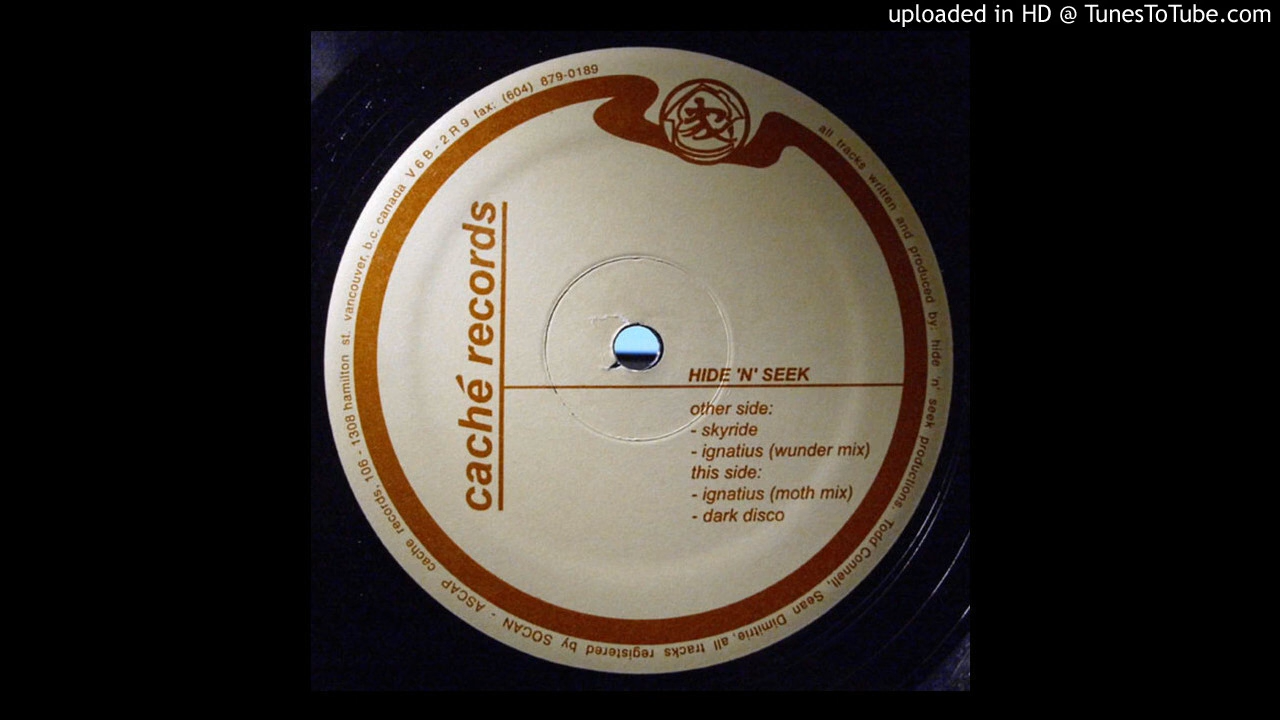 uploaded in HD @ TunesToTube.com
all tracks written and produced by: hide 'n' seek productions, Todd Connell, Sean Dimitrie, all tracks registered by SOCAN - ASCAP cache records, 106 - 1308 hamilton st. vancouver, b.c. canada V 6 B - 2 R 9 fax: (604) 679-0189
caché records
HIDE 'N' SEEK
other side:
- skyride
- ignatius (wunder mix)
this side:
- ignatius (moth mix)
- dark disco